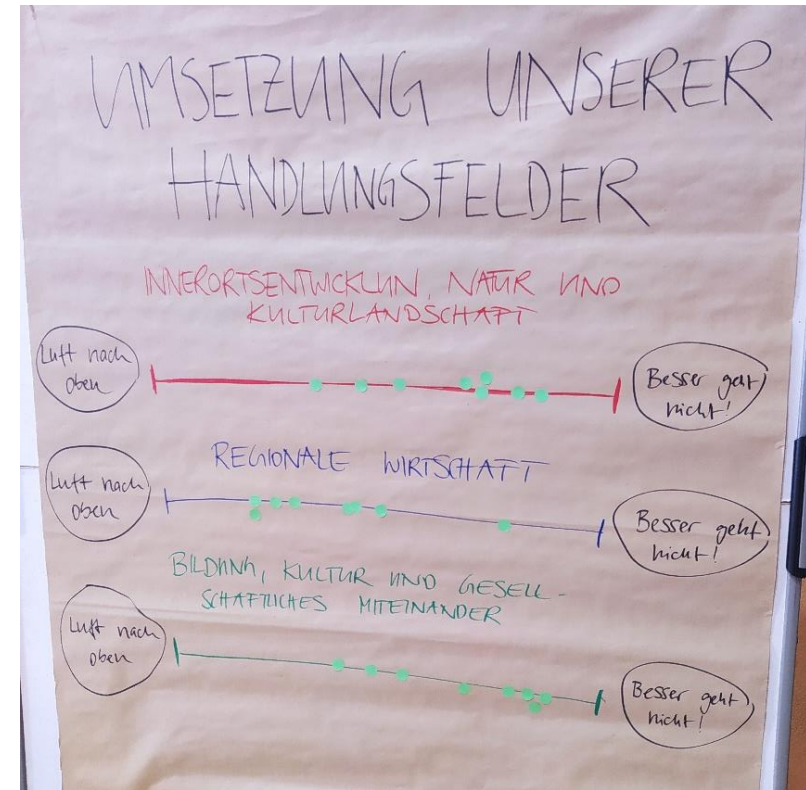 UMSETZUNG UNSERER
HANDLUNGSFELDER
INNERORTSENTWICKLUN, NATUR UND
KULTURLANDSCHAFT
Luft nach
oben
Besser geht
nicht!
REGIONALE WIRTSCHAFT
Luft nach
oben
Besser geht
nicht!
BILDUNG, KULTUR UND GESELL-
SCHAFTLICHES MITEINANDER
Luft nach
oben
Besser geht
nicht!